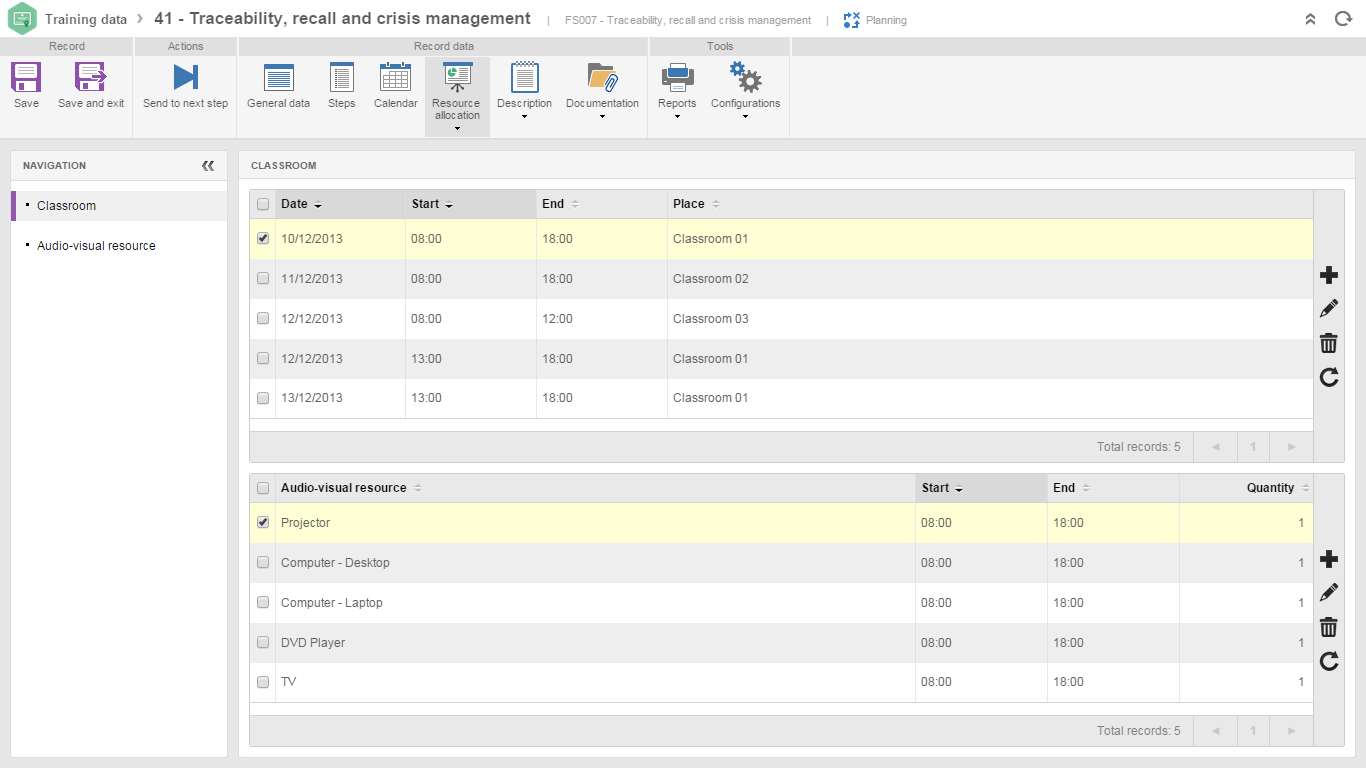 Training data › 41 - Traceability, recall and crisis management | FS007 - Traceability, recall and crisis management | Planning
Record Actions Record data Tools
Save Save and exit Send to next step General data Steps Calendar Resource allocation Description Documentation Reports Configurations
NAVIGATION
Classroom
Audio-visual resource
CLASSROOM
Date Start End Place
10/12/2013 08:00 18:00 Classroom 01
11/12/2013 08:00 18:00 Classroom 02
12/12/2013 08:00 12:00 Classroom 03
12/12/2013 13:00 18:00 Classroom 01
13/12/2013 13:00 18:00 Classroom 01
Total records: 5 1
Audio-visual resource Start End Quantity
Projector 08:00 18:00 1
Computer - Desktop 08:00 18:00 1
Computer - Laptop 08:00 18:00 1
DVD Player 08:00 18:00 1
TV 08:00 18:00 1
Total records: 5 1